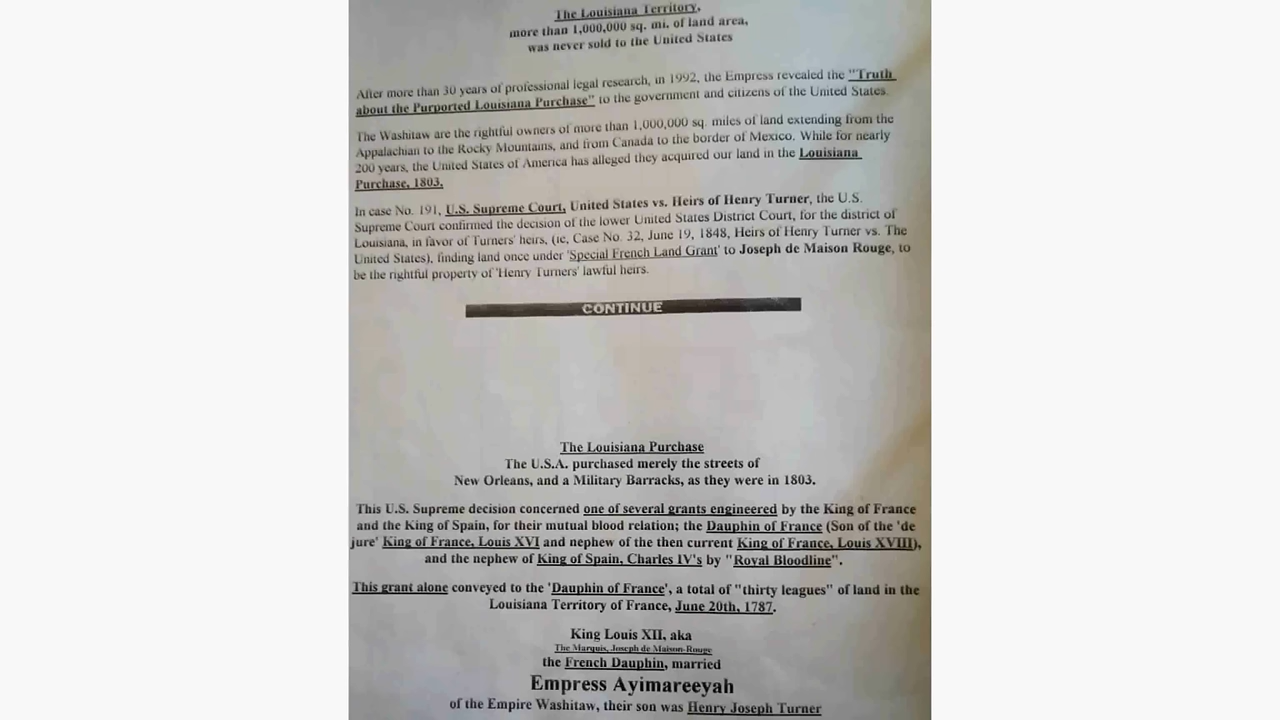 The Louisiana Territory,
more than 1,000,000 sq. mi. of land area,
was never sold to the United States
After more than 30 years of professional legal research, in 1992, the Empress revealed the "Truth
about the Purported Louisiana Purchase" to the government and citizens of the United States.
The Washitaw are the rightful owners of more than 1,000,000 sq. miles of land extending from the
Appalachian to the Rocky Mountains, and from Canada to the border of Mexico. While for nearly
200 years, the United States of America has alleged they acquired our land in the Louisiana
Purchase, 1803.
In case No. 191, U.S. Supreme Court, United States vs. Heirs of Henry Turner, the U.S.
Supreme Court confirmed the decision of the lower United States District Court, for the district of
Louisiana, in favor of Turners' heirs, (ie, Case No. 32, June 19, 1848, Heirs of Henry Turner vs. The
United States), finding land once under 'Special French Land Grant' to Joseph de Maison Rouge, to
be the rightful property of 'Henry Turners' lawful heirs.
CONTINUE
The Louisiana Purchase
The U.S.A. purchased merely the streets of
New Orleans, and a Military Barracks, as they were in 1803.
This U.S. Supreme decision concerned one of several grants engineered by the King of France
and the King of Spain, for their mutual blood relation; the Dauphin of France (Son of the 'de
jure' King of France, Louis XVI and nephew of the then current King of France, Louis XVIII),
and the nephew of King of Spain, Charles IV's by "Royal Bloodline".
This grant alone conveyed to the 'Dauphin of France', a total of "thirty leagues" of land in the
Louisiana Territory of France, June 20th, 1787.
King Louis XII, aka
The Marquis, Joseph de Maison-Rouge
the French Dauphin, married
Empress Ayimareeyah
of the Empire Washitaw, their son was Henry Joseph Turner